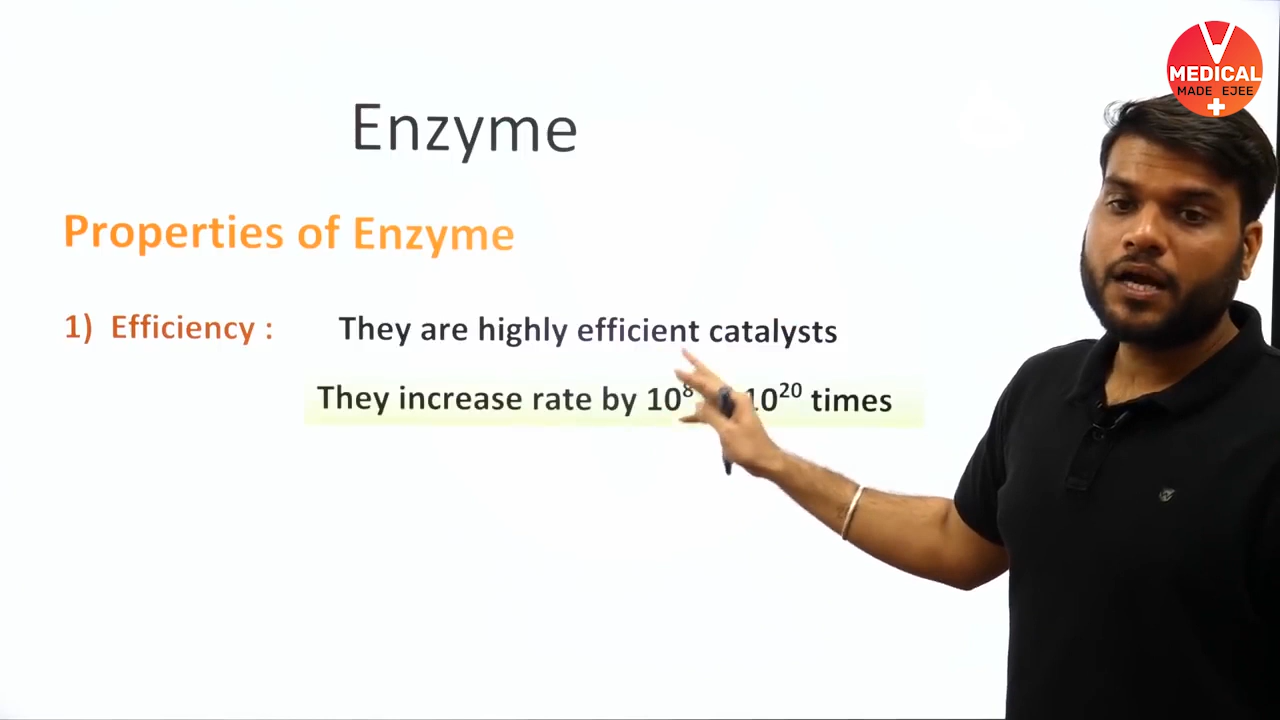 MEDICAL
MADE EJEE
Enzyme
Properties of Enzyme
1) Efficiency : They are highly efficient catalysts
They increase rate by 10⁸ 10²⁰ times